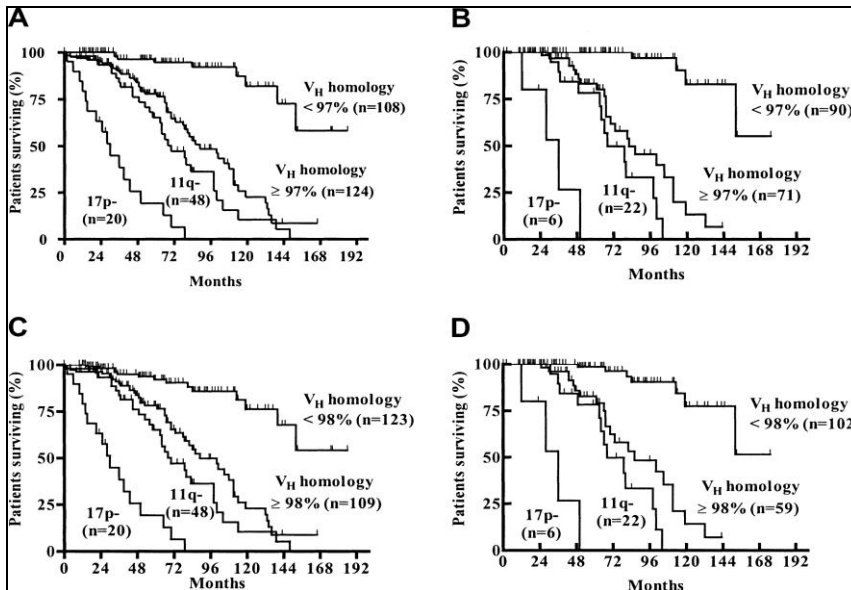 A
Patients surviving (%)
100
75
50
25
0
V_H homology
< 97% (n=108)
V_H homology
≥ 97% (n=124)
17p-
(n=20)
11q-
(n=48)
0 24 48 72 96 120 144 168 192
Months
B
Patients surviving (%)
100
75
50
25
0
V_H homology
< 97% (n=90)
V_H homology
≥ 97% (n=71)
17p-
(n=6)
11q-
(n=22)
0 24 48 72 96 120 144 168 192
Months
C
Patients surviving (%)
100
75
50
25
0
V_H homology
< 98% (n=123)
V_H homology
≥ 98% (n=109)
17p-
(n=20)
11q-
(n=48)
0 24 48 72 96 120 144 168 192
Months
D
Patients surviving (%)
100
75
50
25
0
V_H homology
< 98% (n=102
V_H homology
≥ 98% (n=59)
17p-
(n=6)
11q-
(n=22)
0 24 48 72 96 120 144 168 192
Months